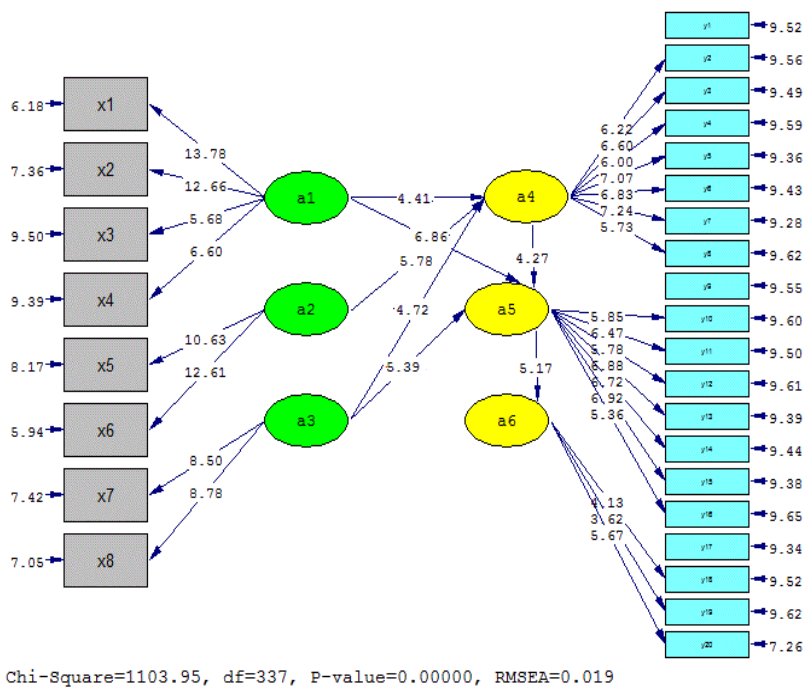 y1
9.52
y2
9.56
y3
9.49
6.18
x1
y4
9.59
6.22
6.60
y5
9.36
13.78
6.00
7.36
x2
7.07
12.66
y6
9.43
6.83
a1
4.41
a4
7.24
y7
9.28
5.68
5.73
9.50
x3
6.86
6.60
y8
9.62
5.78
4.27
y9
9.55
9.39
x4
a2
4.72
a5
5.85
y10
9.60
6.47
10.63
y11
9.50
5.78
8.17
x5
5.39
5.17
6.88
12.61
y12
9.61
6.72
6.92
y13
9.39
5.36
5.94
x6
a3
a6
y14
9.44
8.50
y15
9.38
7.42
x7
8.78
4.13
y16
9.65
3.62
5.67
y17
9.34
7.05
x8
y18
9.52
y19
9.62
y20
7.26
Chi-Square=1103.95, df=337, P-value=0.00000, RMSEA=0.019